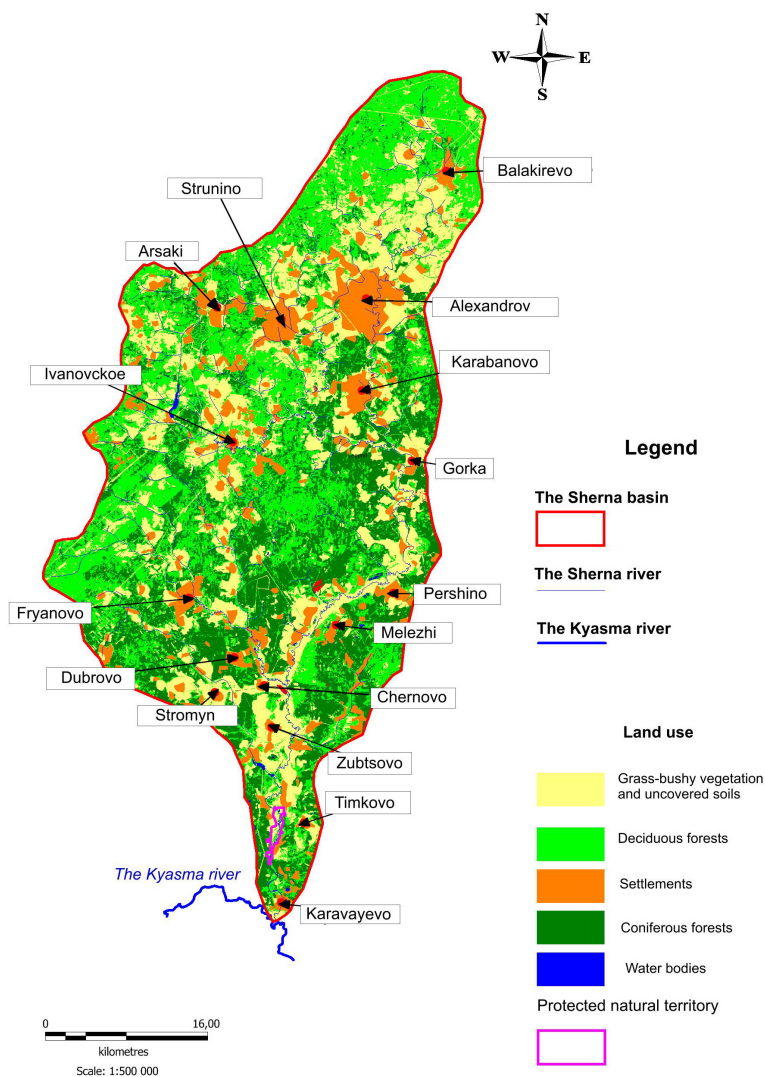 N
W E
S
Balakirevo
Strunino
Arsaki
Alexandrov
Karabanovo
Ivanovckoe
Gorka
Pershino
Fryanovo
Melezhi
Dubrovo
Chernovo
Stromyn
Zubtsovo
Timkovo
The Kyasma river
Karavayevo
Legend
The Sherna basin
The Sherna river
The Kyasma river
Land use
Grass-bushy vegetation
and uncovered soils
Deciduous forests
Settlements
Coniferous forests
Water bodies
Protected natural territory
0 16,00
kilometres
Scale: 1:500 000